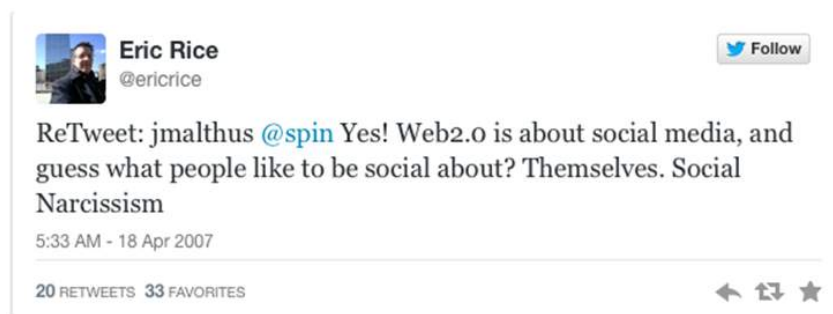 Eric Rice
@ericrice
Follow
ReTweet: jmalthus @spin Yes! Web2.0 is about social media, and
guess what people like to be social about? Themselves. Social
Narcissism
5:33 AM - 18 Apr 2007
20 RETWEETS 33 FAVORITES